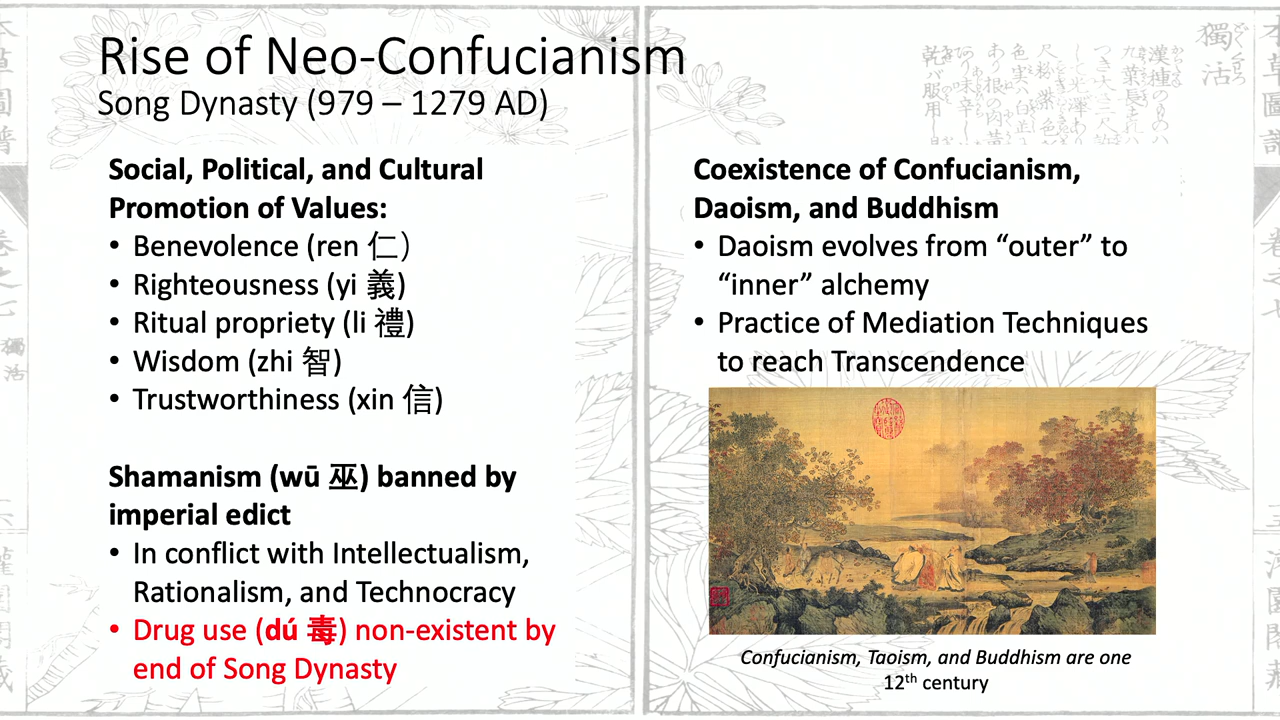 Rise of Neo-Confucianism
Song Dynasty (979 – 1279 AD)
Social, Political, and Cultural
Promotion of Values:
• Benevolence (ren 仁）
• Righteousness (yi 義)
• Ritual propriety (li 禮)
• Wisdom (zhi 智)
• Trustworthiness (xin 信)
Shamanism (wū 巫) banned by
imperial edict
• In conflict with Intellectualism,
Rationalism, and Technocracy
• Drug use (dú 毒) non-existent by
end of Song Dynasty
Coexistence of Confucianism,
Daoism, and Buddhism
• Daoism evolves from “outer” to
“inner” alchemy
• Practice of Mediation Techniques
to reach Transcendence
Confucianism, Taoism, and Buddhism are one
12th century
獨活